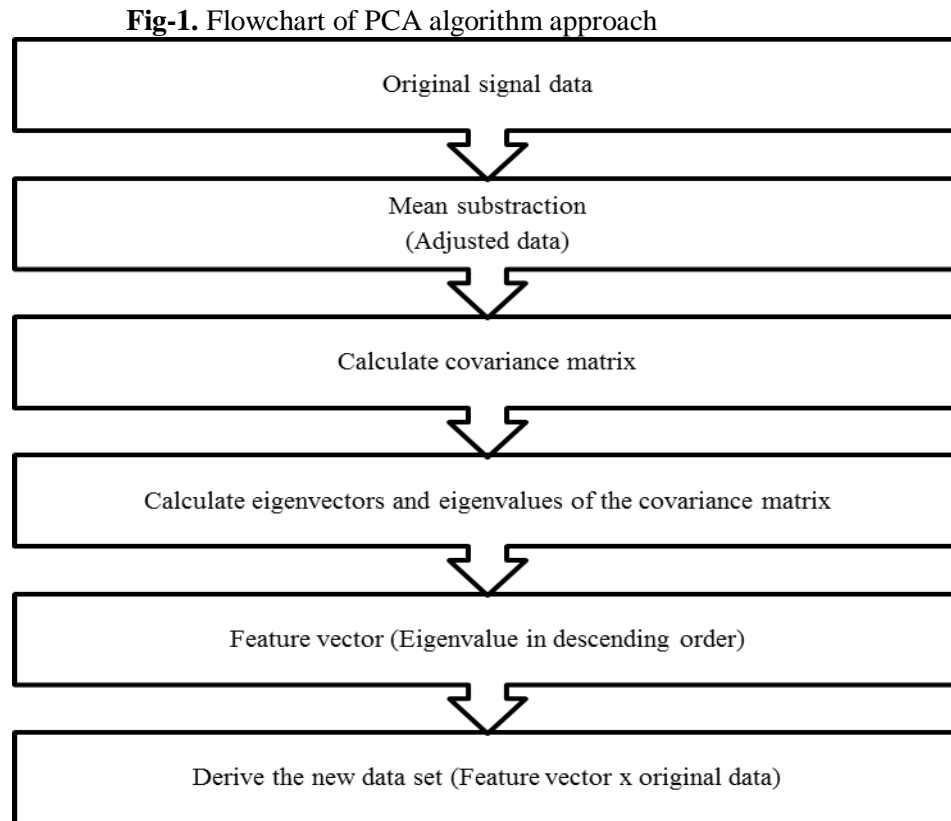 Fig-1. Flowchart of PCA algorithm approach
Original signal data
Mean substraction
(Adjusted data)
Calculate covariance matrix
Calculate eigenvectors and eigenvalues of the covariance matrix
Feature vector (Eigenvalue in descending order)
Derive the new data set (Feature vector x original data)